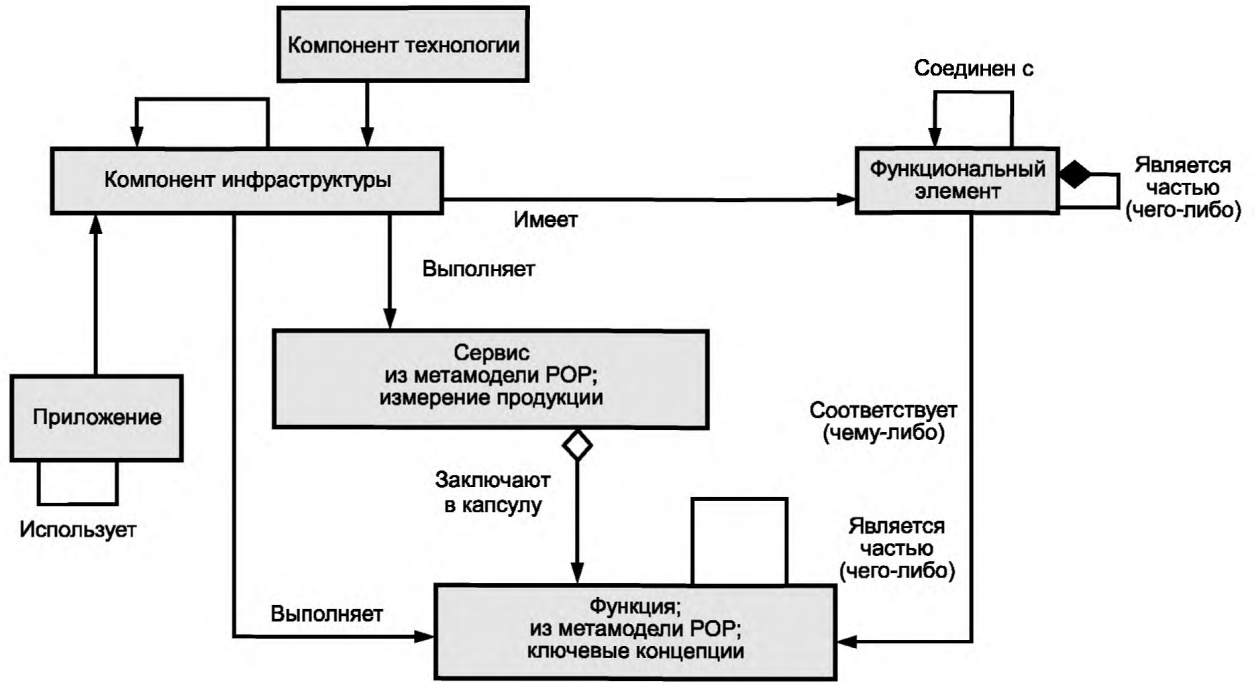 Компонент технологии
Соединен с
Компонент инфраструктуры
Функциональный
элемент
Является
частью
(чего-либо)
Имеет
Выполняет
Сервис
из метамодели POP;
измерение продукции
Приложение
Соответствует
(чему-либо)
Заключают
в капсулу
Использует
Является
частью
(чего-либо)
Выполняет
Функция;
из метамодели POP;
ключевые концепции